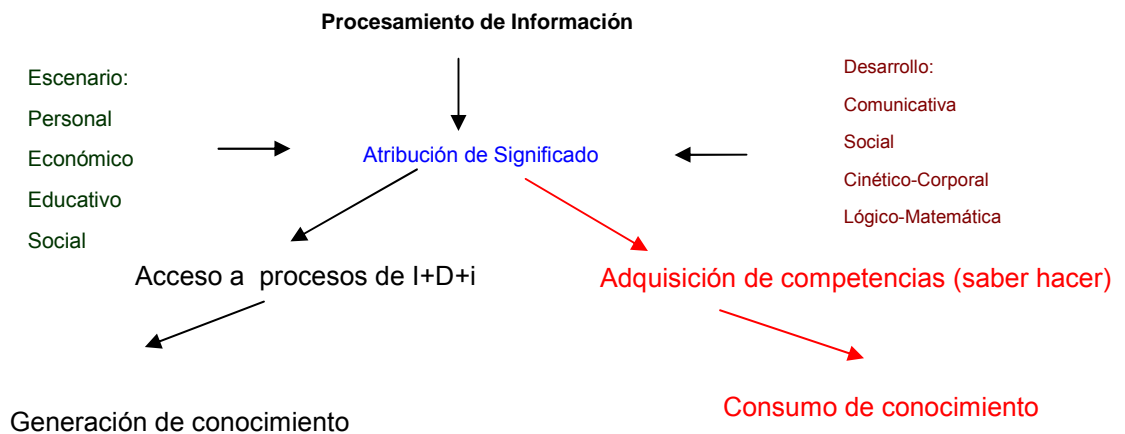 Procesamiento de Información
Escenario:
Personal
Económico
Educativo
Social
Desarrollo:
Comunicativa
Social
Cinético-Corporal
Lógico-Matemática
Atribución de Significado
Acceso a procesos de I+D+i
Adquisición de competencias (saber hacer)
Generación de conocimiento
Consumo de conocimiento